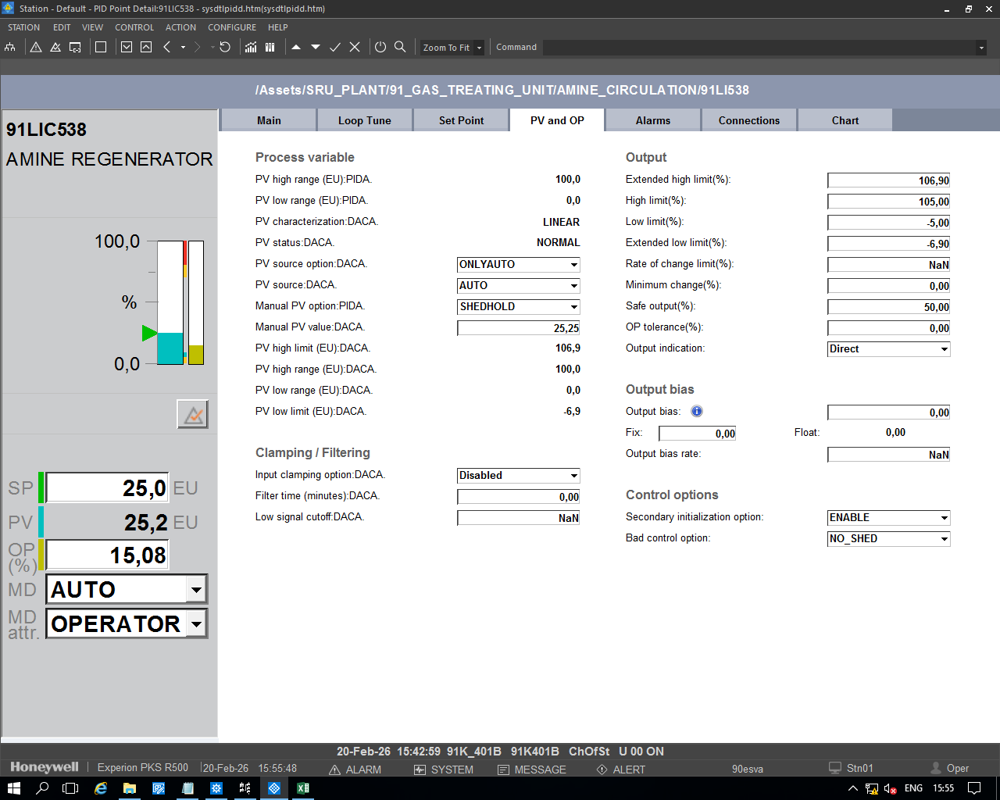 Station - Default - PID Point Detail:91LIC538 - sysdtlpidd.htm(sysdtlpidd.htm)
STATION EDIT VIEW CONTROL ACTION CONFIGURE HELP
Zoom To Fit Command
/Assets/SRU_PLANT/91_GAS_TREATING_UNIT/AMINE_CIRCULATION/91LI538
91LIC538
AMINE REGENERATOR
100,0
%
0,0
SP 25,0 EU
PV 25,2 EU
OP (%) 15,08
MD AUTO
MD attr. OPERATOR
Main Loop Tune Set Point PV and OP Alarms Connections Chart
Process variable
PV high range (EU):PIDA. 100,0
PV low range (EU):PIDA. 0,0
PV characterization:DACA. LINEAR
PV status:DACA. NORMAL
PV source option:DACA. ONLYAUTO
PV source:DACA. AUTO
Manual PV option:PIDA. SHEDHOLD
Manual PV value:DACA. 25,25
PV high limit (EU):DACA. 106,9
PV high range (EU):DACA. 100,0
PV low range (EU):DACA. 0,0
PV low limit (EU):DACA. -6,9
Clamping / Filtering
Input clamping option:DACA. Disabled
Filter time (minutes):DACA. 0,00
Low signal cutoff:DACA. NaN
Output
Extended high limit(%): 106,90
High limit(%): 105,00
Low limit(%): -5,00
Extended low limit(%): -6,90
Rate of change limit(%): NaN
Minimum change(%): 0,00
Safe output(%): 50,00
OP tolerance(%): 0,00
Output indication: Direct
Output bias
Output bias: 0,00
Fix: 0,00 Float: 0,00
Output bias rate: NaN
Control options
Secondary initialization option: ENABLE
Bad control option: NO_SHED
20-Feb-26 15:42:59 91K_401B 91K401B ChOfSt U 00 ON
Honeywell Experion PKS R500 20-Feb-26 15:55:48 ALARM SYSTEM MESSAGE ALERT 90esva Stn01 Oper
ENG 15:55